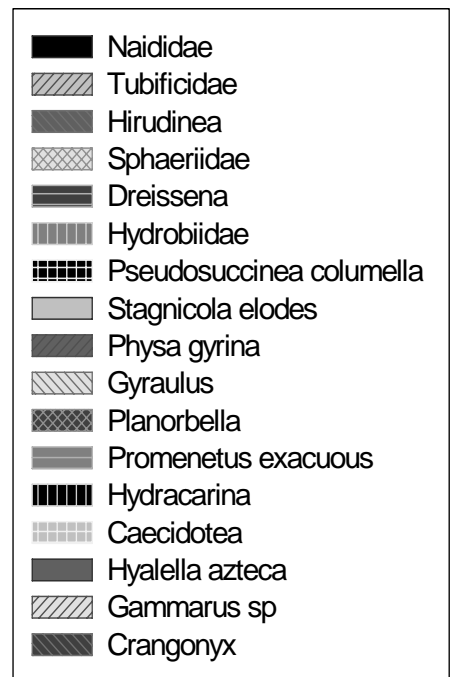 Naididae
Tubificidae
Hirudinea
Sphaeriidae
Dreissena
Hydrobiidae
Pseudosuccinea columella
Stagnicola elodes
Physa gyrina
Gyraulus
Planorbella
Promenetus exacuous
Hydracarina
Caecidotea
Hyalella azteca
Gammarus sp
Crangonyx